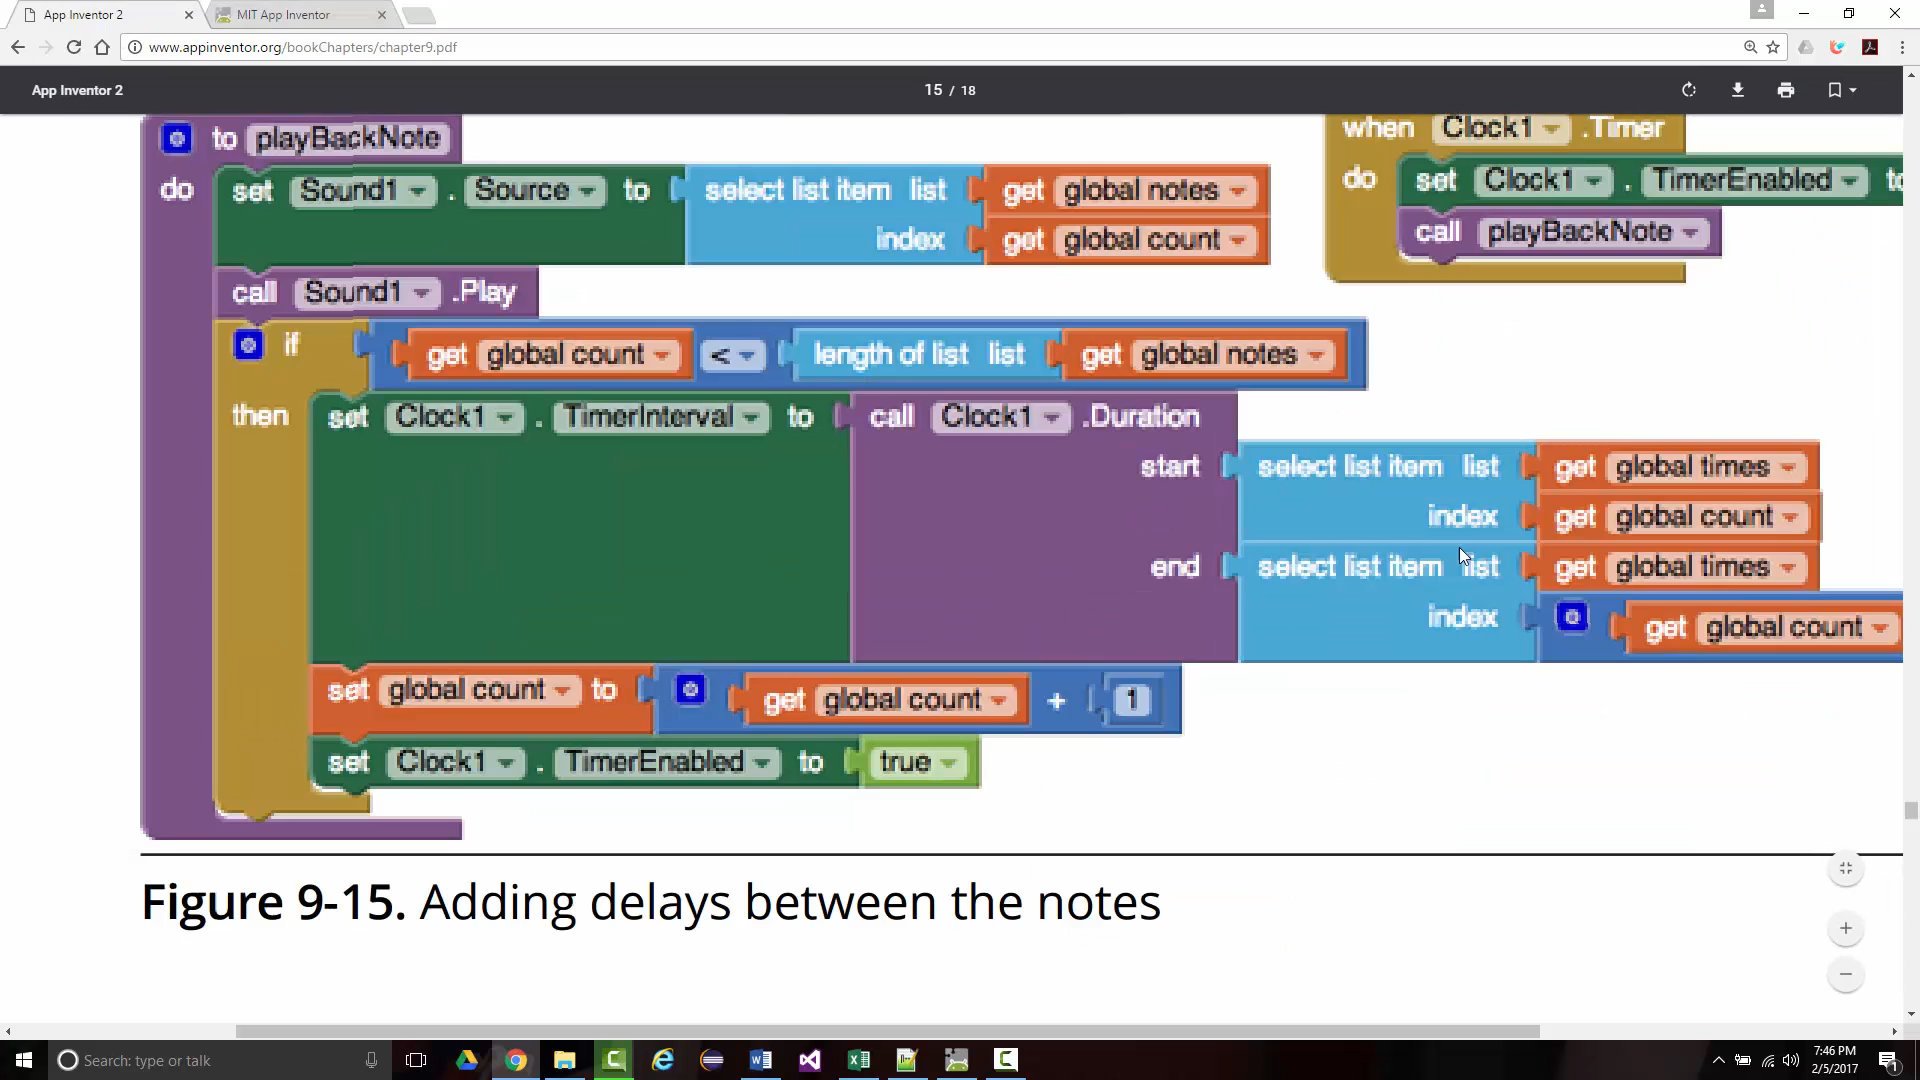 App Inventor 2
MIT App Inventor
www.appinventor.org/bookChapters/chapter9.pdf
App Inventor 2
15 / 18
to playBackNote
do set Sound1 . Source to select list item list get global notes
index get global count
call Sound1 .Play
if get global count < length of list list get global notes
then set Clock1 . TimerInterval to call Clock1 .Duration
start select list item list get global times
index get global count
end select list item list get global times
index get global count
set global count to get global count + 1
set Clock1 . TimerEnabled to true
when Clock1 .Timer
do set Clock1 . TimerEnabled to
call playBackNote
Figure 9-15. Adding delays between the notes
Search: type or talk
7:46 PM
2/5/2017